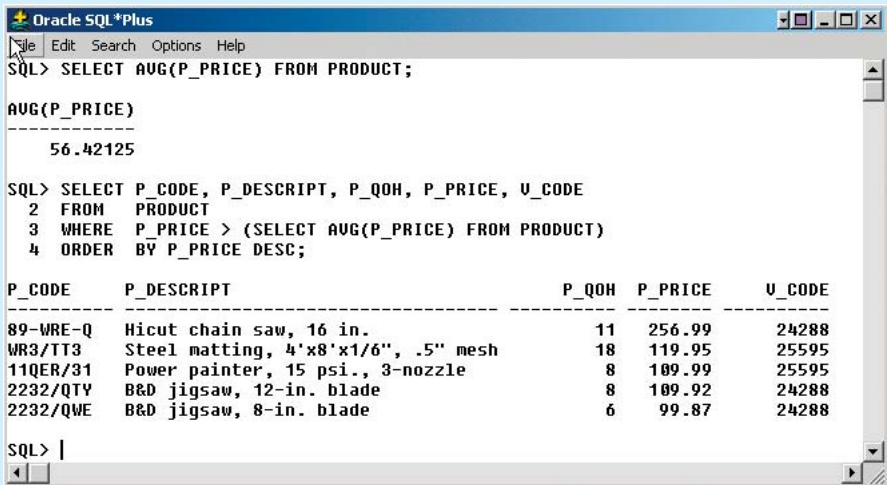 Oracle SQL*Plus
File Edit Search Options Help
SQL> SELECT AVG(P_PRICE) FROM PRODUCT;
AVG(P_PRICE)
------------
56.42125
SQL> SELECT P_CODE, P_DESCRIPT, P_QOH, P_PRICE, V_CODE
2 FROM PRODUCT
3 WHERE P_PRICE > (SELECT AVG(P_PRICE) FROM PRODUCT)
4 ORDER BY P_PRICE DESC;
P_CODE P_DESCRIPT P_QOH P_PRICE V_CODE
---------- ----------------------------------- ---------- -------- ----------
89-WRE-Q Hicut chain saw, 16 in. 11 256.99 24288
WR3/TT3 Steel matting, 4'x8'x1/6", .5" mesh 18 119.95 25595
11QER/31 Power painter, 15 psi., 3-nozzle 8 109.99 25595
2232/QTY B&D jigsaw, 12-in. blade 8 109.92 24288
2232/QWE B&D jigsaw, 8-in. blade 6 99.87 24288
SQL>